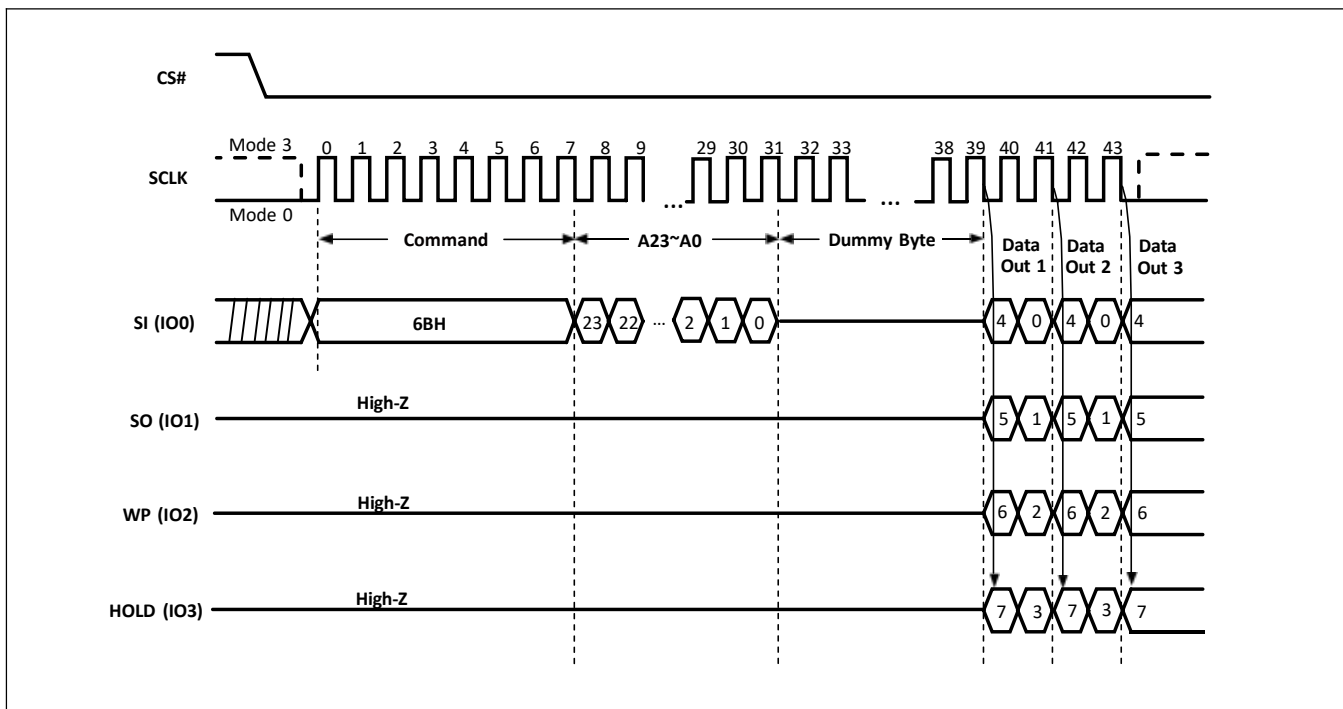 CS#
Mode 3
0 1 2 3 4 5 6 7 8 9 29 30 31 32 33 38 39 40 41 42 43
SCLK
... ...
Mode 0
Command A23~A0 Dummy Byte Data Out 1 Data Out 2 Data Out 3
SI (IO0) 6BH 23 22 ... 2 1 0 4 0 4 0 4
High-Z
SO (IO1) 5 1 5 1 5
High-Z
WP (IO2) 6 2 6 2 6
High-Z
HOLD (IO3) 7 3 7 3 7